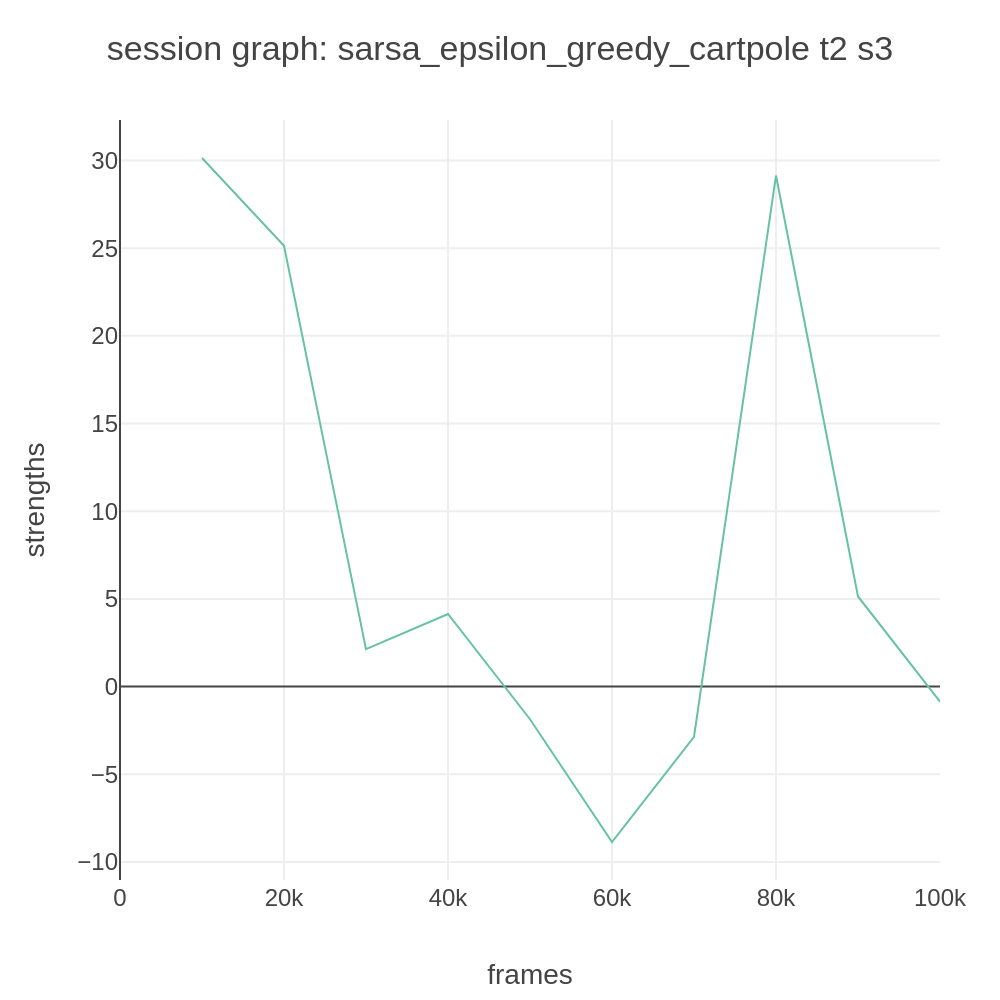 session graph: sarsa_epsilon_greedy_cartpole t2 s3
30
25
20
15
10
5
0
−5
−10
strengths
0
20k
40k
60k
80k
100k
frames